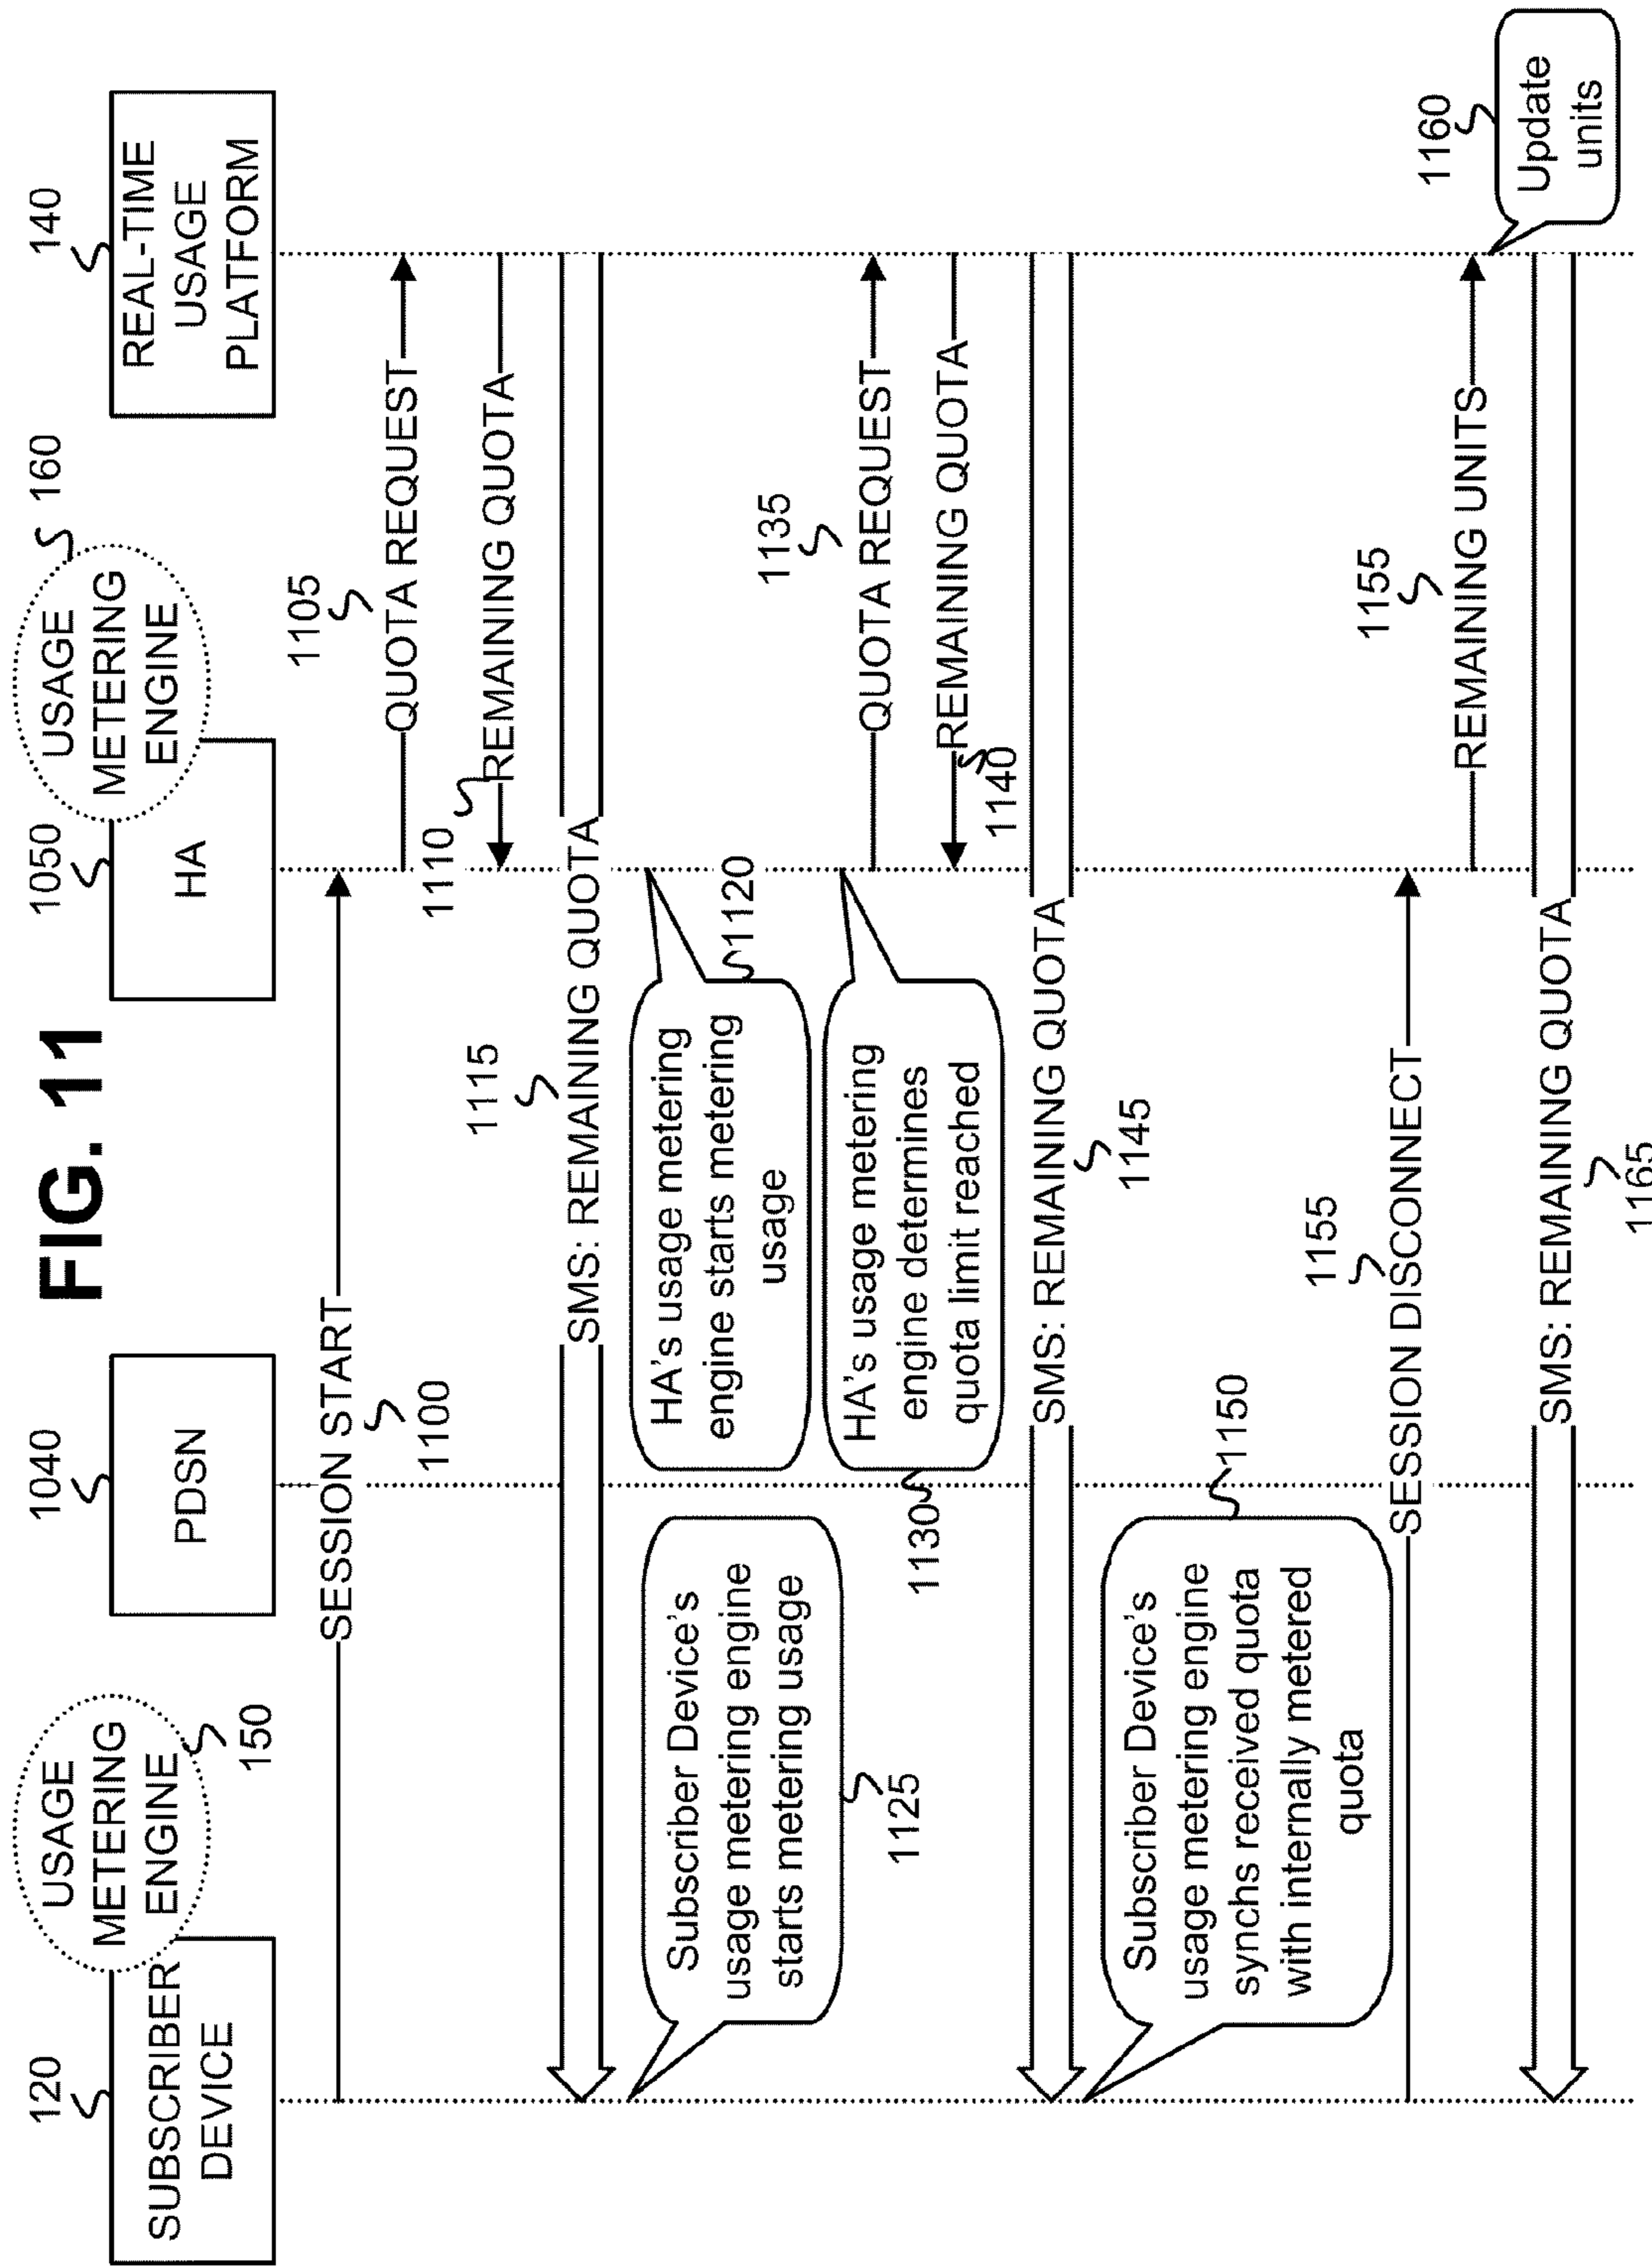 FIG. 11
120
SUBSCRIBER
DEVICE
USAGE
METERING
ENGINE
150
1040
PDSN
1050
HA
USAGE
METERING
ENGINE
160
140
REAL-TIME
USAGE
PLATFORM
SESSION START
1100
1105
QUOTA REQUEST
1110
REMAINING QUOTA
1115
SMS: REMAINING QUOTA
HA's usage metering
engine starts metering
usage
1120
Subscriber Device's
usage metering engine
starts metering usage
1125
HA's usage metering
engine determines
quota limit reached
1130
1135
QUOTA REQUEST
REMAINING QUOTA
1140
SMS: REMAINING QUOTA
1145
Subscriber Device's
usage metering engine
synchs received quota
with internally metered
quota
1150
1155
SESSION DISCONNECT
1155
REMAINING UNITS
1160
Update
units
SMS: REMAINING QUOTA
1165